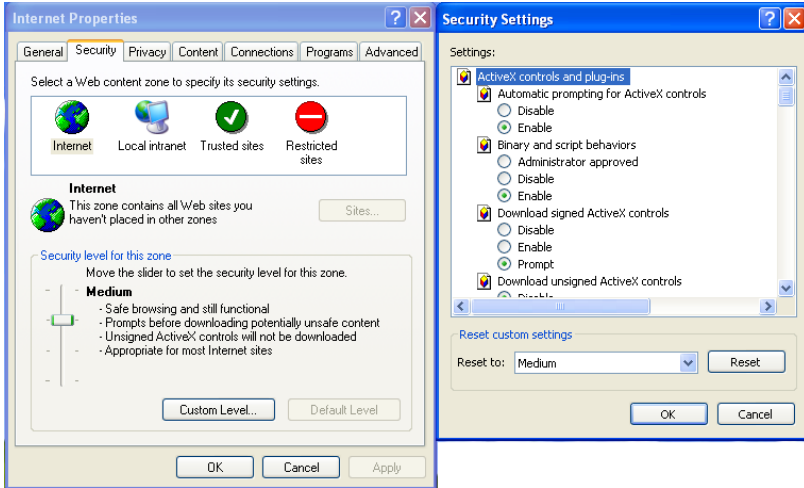 Internet Properties
General Security Privacy Content Connections Programs Advanced
Select a Web content zone to specify its security settings.
Internet Local intranet Trusted sites Restricted
sites
Internet
This zone contains all Web sites you
haven't placed in other zones
Sites...
Security level for this zone
Move the slider to set the security level for this zone.
Medium
- Safe browsing and still functional
- Prompts before downloading potentially unsafe content
- Unsigned ActiveX controls will not be downloaded
- Appropriate for most Internet sites
Custom Level... Default Level
OK Cancel Apply
Security Settings
Settings:
ActiveX controls and plug-ins
Automatic prompting for ActiveX controls
Disable
Enable
Binary and script behaviors
Administrator approved
Disable
Enable
Download signed ActiveX controls
Disable
Enable
Prompt
Download unsigned ActiveX controls
Disable
Reset custom settings
Reset to: Medium Reset
OK Cancel